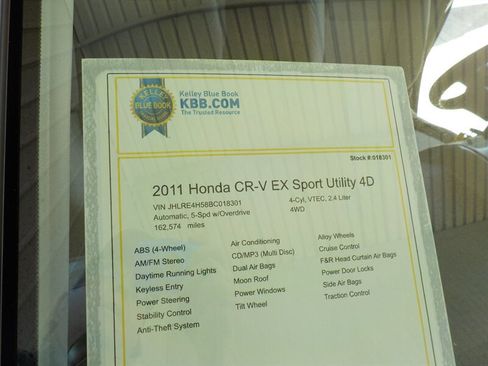 Kelley Blue Book
KELLEY
BLUE BOOK
KBB.COM
The Trusted Resource
Stock #:018301
2011 Honda CR-V EX Sport Utility 4D
VIN JHLRE4H58BC018301 4-Cyl, VTEC, 2.4 Liter
Automatic, 5-Spd w/Overdrive 4WD
162,574 miles
ABS (4-Wheel) Air Conditioning Alloy Wheels
AM/FM Stereo CD/MP3 (Multi Disc) Cruise Control
Daytime Running Lights Dual Air Bags F&R Head Curtain Air Bags
Keyless Entry Moon Roof Power Door Locks
Power Steering Power Windows Side Air Bags
Stability Control Tilt Wheel Traction Control
Anti-Theft System